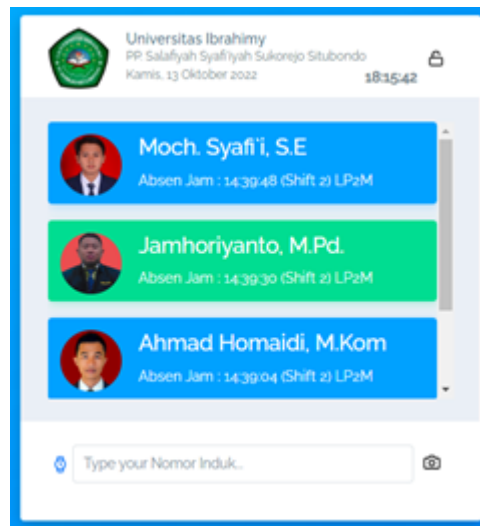 Universitas Ibrahimy
PP. Salafiyah Syafi'iyah Sukorejo Situbondo
Kamis, 13 Oktober 2022
18:15:42
Moch. Syafi'i, S.E
Absen Jam : 14:39:48 (Shift 2) LP2M
Jamhoriyanto, M.Pd.
Absen Jam : 14:39:30 (Shift 2) LP2M
Ahmad Homaidi, M.Kom
Absen Jam : 14:39:04 (Shift 2) LP2M
Type your Nomor Induk..